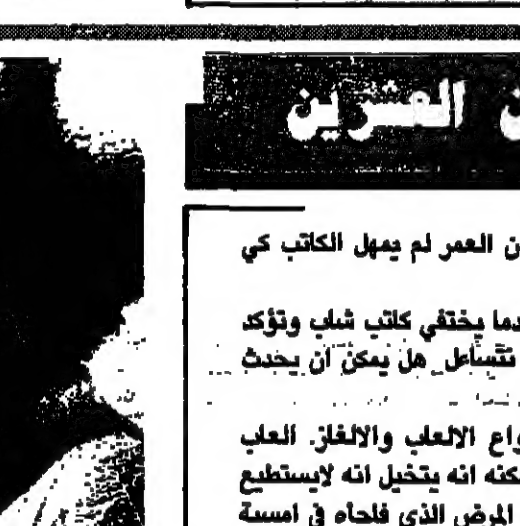 ن العشرين
ن العمر لم يمهل الكاتب كي
دما يختفي كاتب شاب وتؤكد
تتساءل هل يمكن ان يحدث
واع الالعاب والالغاز. العاب
كنه انه يتخيل انه لايستطيع
المرض الذي فاجاه في امسية